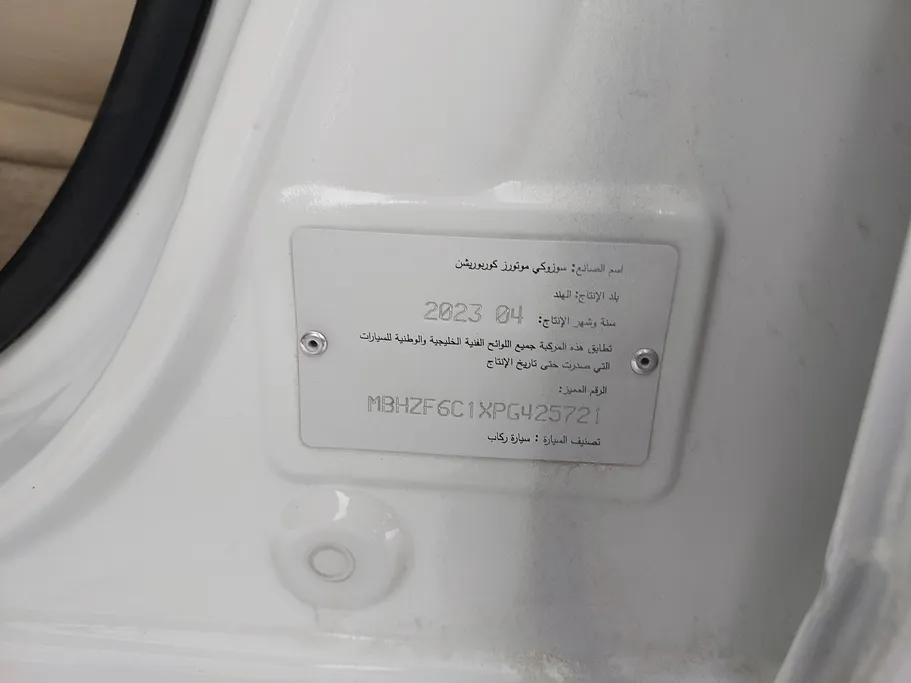 اسم الصانع: سوزوكي موتورز كوربوريشن
بلد الإنتاج: الهند
سنة وشهر الإنتاج: 2023 04
تطابق هذه المركبة جميع اللوائح الفنية الخليجية والوطنية للسيارات
التي صدرت حتى تاريخ الإنتاج
الرقم المميز:
MBHZF6C1XPG425721
تصنيف السيارة : سيارة ركاب